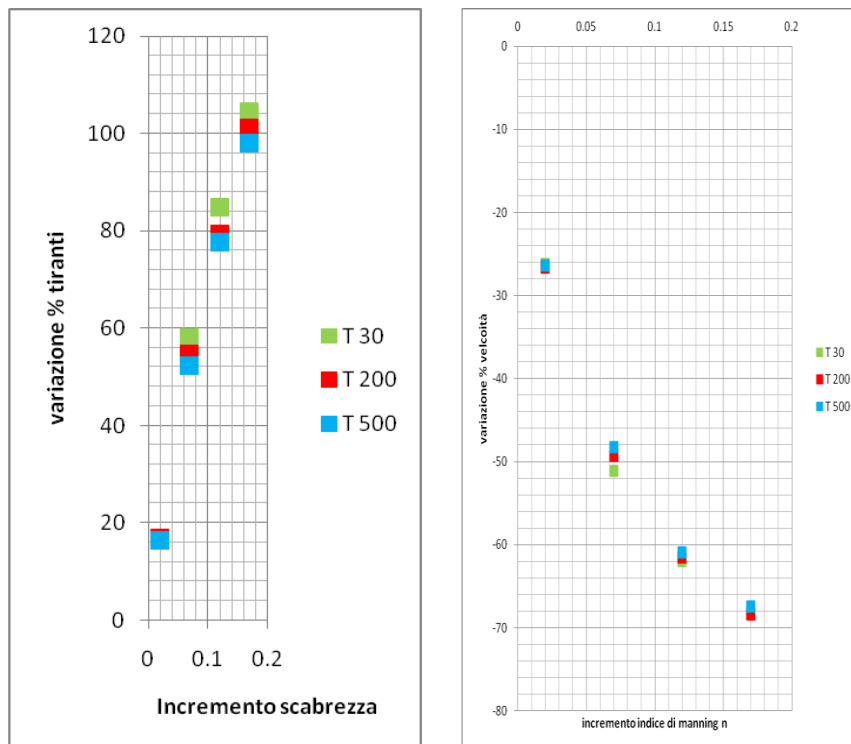 120
100
80
60
40
20
0
variazione % tiranti
0 0.1 0.2
Incremento scabrezza
T 30
T 200
T 500
0 0.05 0.1 0.15 0.2
0
-10
-20
-30
-40
-50
-60
-70
-80
variazione % velcoità
T 30
T 200
T 500
incremento indice di manning n